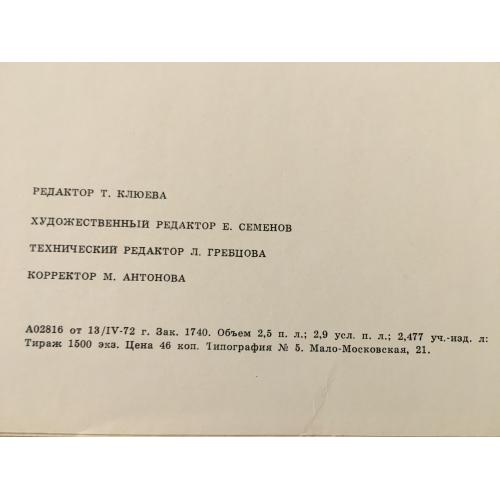 РЕДАКТОР Т. КЛЮЕВА
ХУДОЖЕСТВЕННЫЙ РЕДАКТОР Е. СЕМЕНОВ
ТЕХНИЧЕСКИЙ РЕДАКТОР Л. ГРЕБЦОВА
КОРРЕКТОР М. АНТОНОВА
А02816 от 13/IV-72 г. Зак. 1740. Объем 2,5 п. л.; 2,9 усл. п. л.; 2,477 уч.-изд. л:
Тираж 1500 экз. Цена 46 коп. Типография № 5. Мало-Московская, 21.